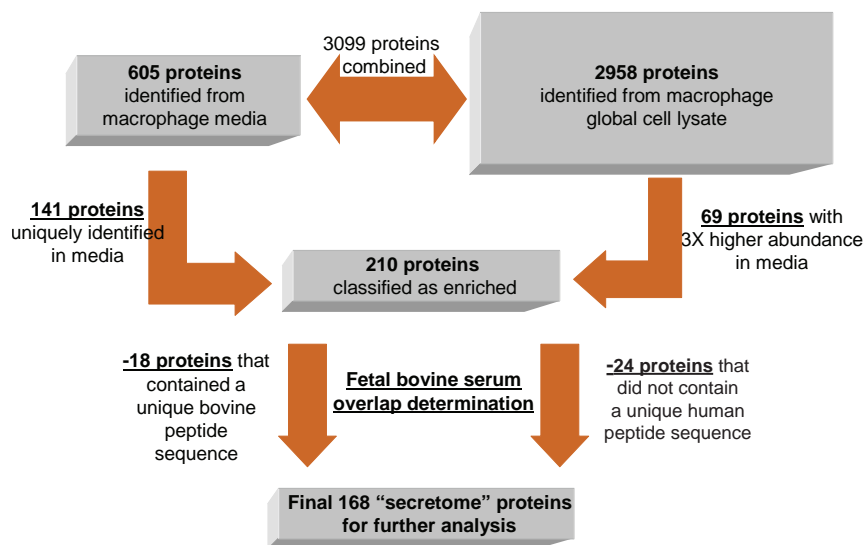 605 proteins
identified from
macrophage media
3099 proteins
combined
2958 proteins
identified from macrophage
global cell lysate
141 proteins
uniquely identified
in media
69 proteins with
3X higher abundance
in media
210 proteins
classified as enriched
-18 proteins that
contained a
unique bovine
peptide
sequence
Fetal bovine serum
overlap determination
-24 proteins that
did not contain
a unique human
peptide sequence
Final 168 “secretome” proteins
for further analysis